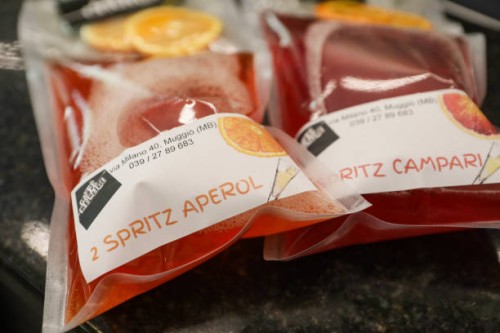 via Milano 40, Muggiò (MB)
039 / 27 89 683
2 SPRITZ APEROL
via Milano 40, Muggiò (MB)
039 / 27 89 683
RITZ CAMPARI